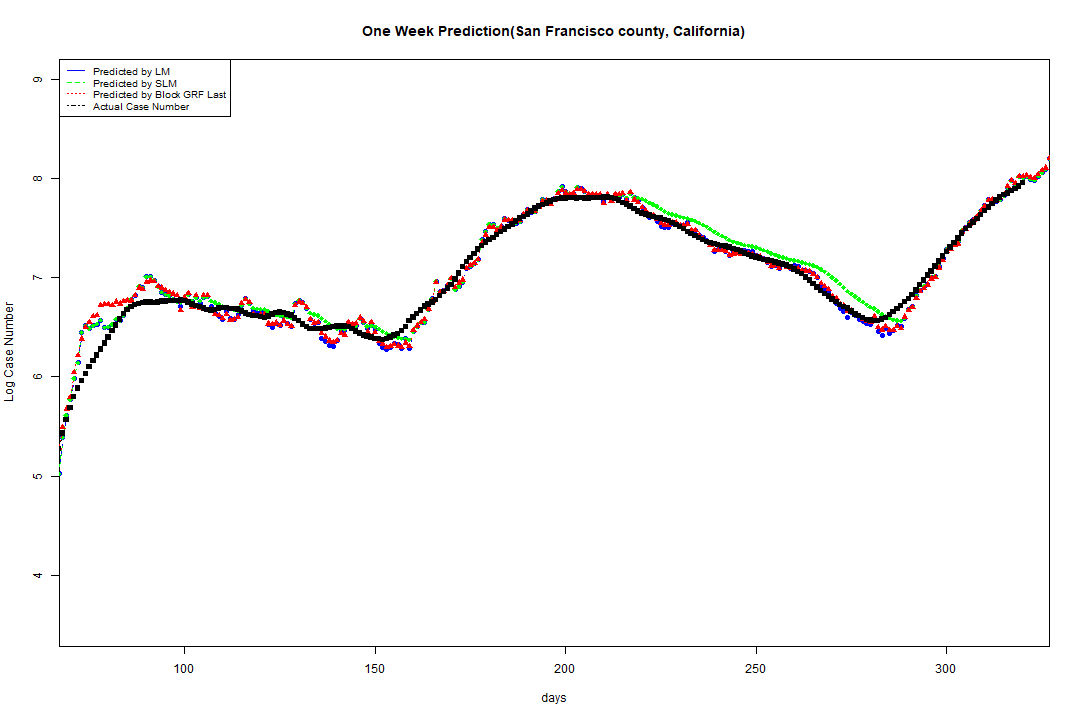 One Week Prediction(San Francisco county, California)
Predicted by LM
Predicted by SLM
Predicted by Block GRF Last
Actual Case Number
Log Case Number
9
8
7
6
5
4
100
150
200
250
300
days